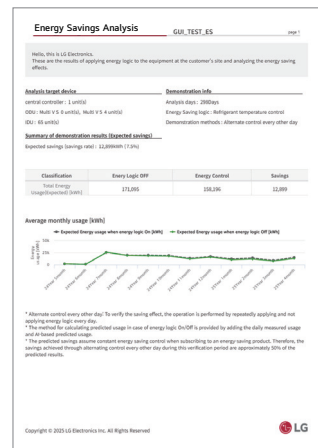 Energy Savings Analysis
GUI_TEST_ES
page 1
Hello, this is LG Electronics.
These are the results of applying energy logic to the equipment at the customer's site and analyzing the energy saving
effects.
Analysis target device
central controller : 1 unit(s)
ODU : Multi V S 0 unit(s), Multi V S 4 unit(s)
IDU : 65 unit(s)
Demonstration info
Analysis days : 298Days
Energy Saving logic : Refrigerant temperature control
Demonstration methods : Alternate control every other day
Summary of demonstration results (Expected savings)
Expected savings (savings rate) : 12,899kWh (7.5%)
Classification Enery Logic OFF Energy Control Savings
Total Energy
Usage(Expected) [kWh] 171,095 158,196 12,899
Average monthly usage [kWh]
Expected Energy usage when energy logic On [kWh] Expected Energy usage when energy logic Off [kWh]
Energy
usage [kWh]
50k
25k
0
* Alternate control every other day: To verify the saving effect, the operation is performed by repeatedly applying and not
applying energy logic every day.
* The method for calculating predicted usage in case of energy logic On/Off is provided by adding the daily measured usage
and AI-based predicted usage.
* The predicted savings assume constant energy saving control when subscribing to an energy saving product. Therefore, the
savings achieved through alternating control every other day during this verification period are approximately 50% of the
predicted results.
Copyright © 2025 LG Electronics Inc. All Rights Reserved
LG